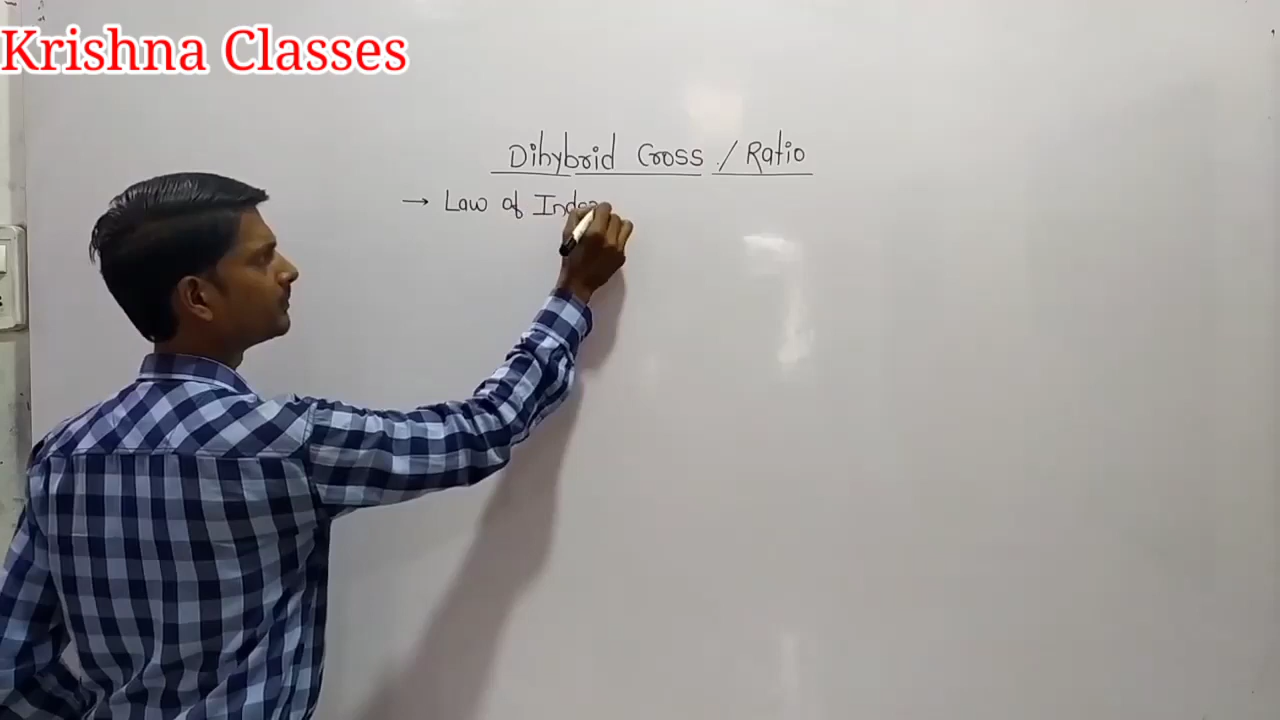 Krishna Classes
Dihybrid Cross / Ratio
→ Law of Inde